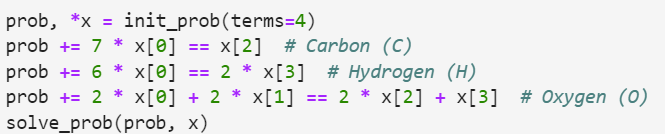 prob, *x = init_prob(terms=4)
prob += 7 * x[0] == x[2]  # Carbon (C)
prob += 6 * x[0] == 2 * x[3]  # Hydrogen (H)
prob += 2 * x[0] + 2 * x[1] == 2 * x[2] + x[3]  # Oxygen (O)
solve_prob(prob, x)